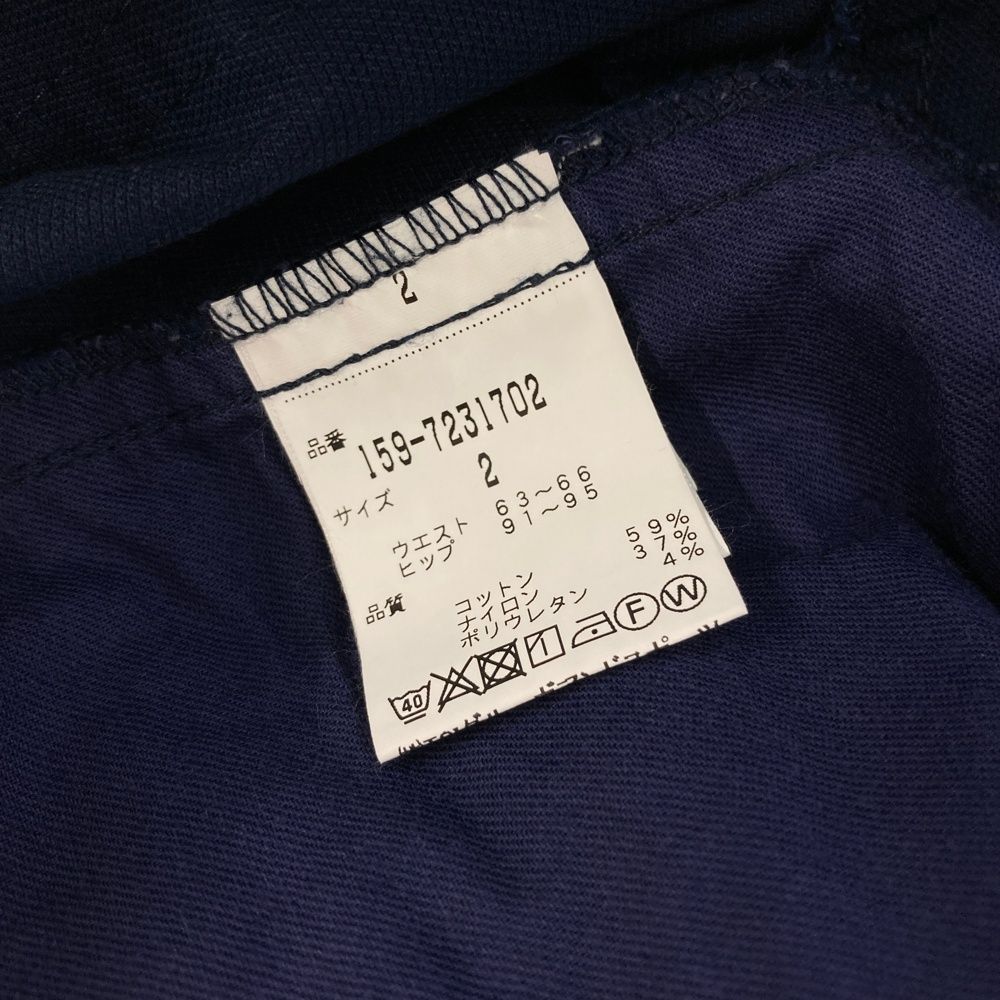 2
品番 159-7231702
サイズ 2
ウエスト 63～66
ヒップ 91～95
品質 コットン 59%
ナイロン 37%
ポリウレタン 4%
40 1 F W